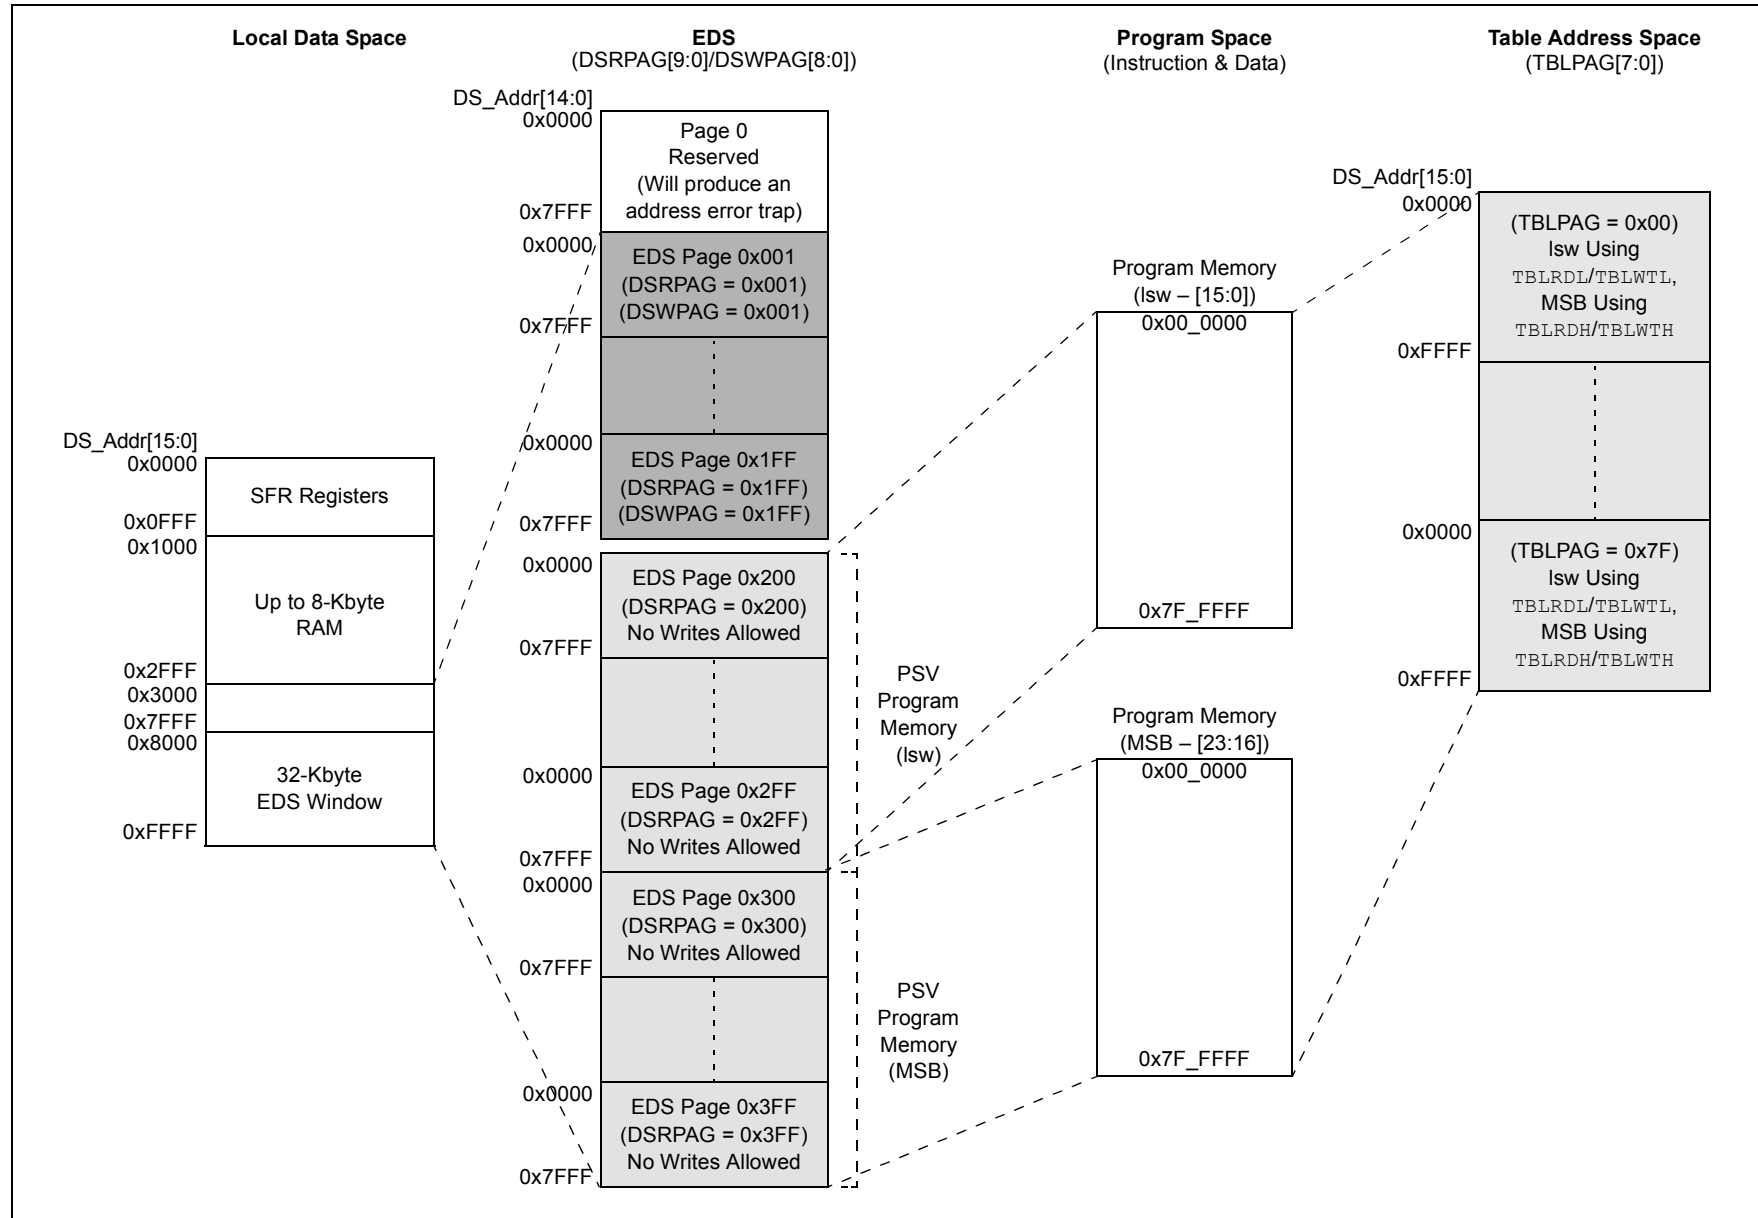 Local Data Space
EDS
(DSRPAG[9:0]/DSWPAG[8:0])
Program Space
(Instruction & Data)
Table Address Space
(TBLPAG[7:0])
DS_Addr[15:0]
0x0000
SFR Registers
0x0FFF
0x1000
Up to 8-Kbyte
RAM
0x2FFF
0x3000
0x7FFF
0x8000
32-Kbyte
EDS Window
0xFFFF
DS_Addr[14:0]
0x0000
Page 0
Reserved
(Will produce an
address error trap)
0x7FFF
0x0000
EDS Page 0x001
(DSRPAG = 0x001)
(DSWPAG = 0x001)
0x7FFF
0x0000
EDS Page 0x1FF
(DSRPAG = 0x1FF)
(DSWPAG = 0x1FF)
0x7FFF
0x0000
EDS Page 0x200
(DSRPAG = 0x200)
No Writes Allowed
0x7FFF
0x0000
EDS Page 0x2FF
(DSRPAG = 0x2FF)
No Writes Allowed
0x7FFF
0x0000
EDS Page 0x300
(DSRPAG = 0x300)
No Writes Allowed
0x7FFF
0x0000
EDS Page 0x3FF
(DSRPAG = 0x3FF)
No Writes Allowed
0x7FFF
PSV
Program
Memory
(lsw)
PSV
Program
Memory
(MSB)
Program Memory
(lsw – [15:0])
0x00_0000
0x7F_FFFF
Program Memory
(MSB – [23:16])
0x00_0000
0x7F_FFFF
DS_Addr[15:0]
0x0000
(TBLPAG = 0x00)
lsw Using
TBLRDL/TBLWTL,
MSB Using
TBLRDH/TBLWTH
0xFFFF
0x0000
(TBLPAG = 0x7F)
lsw Using
TBLRDL/TBLWTL,
MSB Using
TBLRDH/TBLWTH
0xFFFF